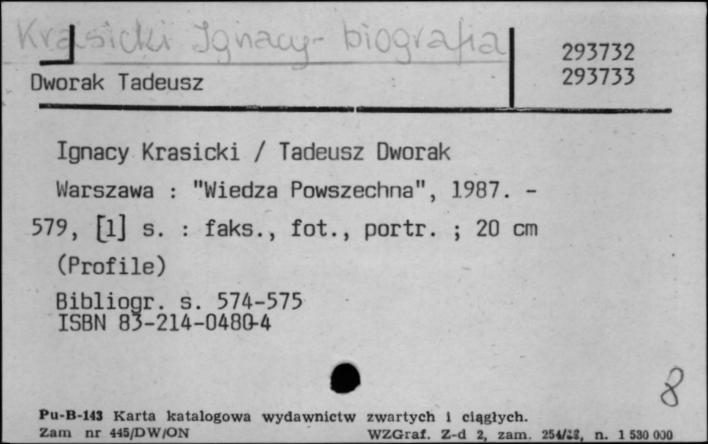 Krasicki Ignacy - biografia
293732
293733
Dworak Tadeusz
Ignacy Krasicki / Tadeusz Dworak
Warszawa : "Wiedza Powszechna", 1987. -
579, [1] s. : faks., fot., portr. ; 20 cm
(Profile)
Bibliogr. s. 574-575
ISBN 83-214-0480-4
8
Pu-B-143 Karta katalogowa wydawnictw zwartych i ciągłych.
Zam nr 445/DW/ON WZGraf. Z-d 2, zam. n. 1 530 000